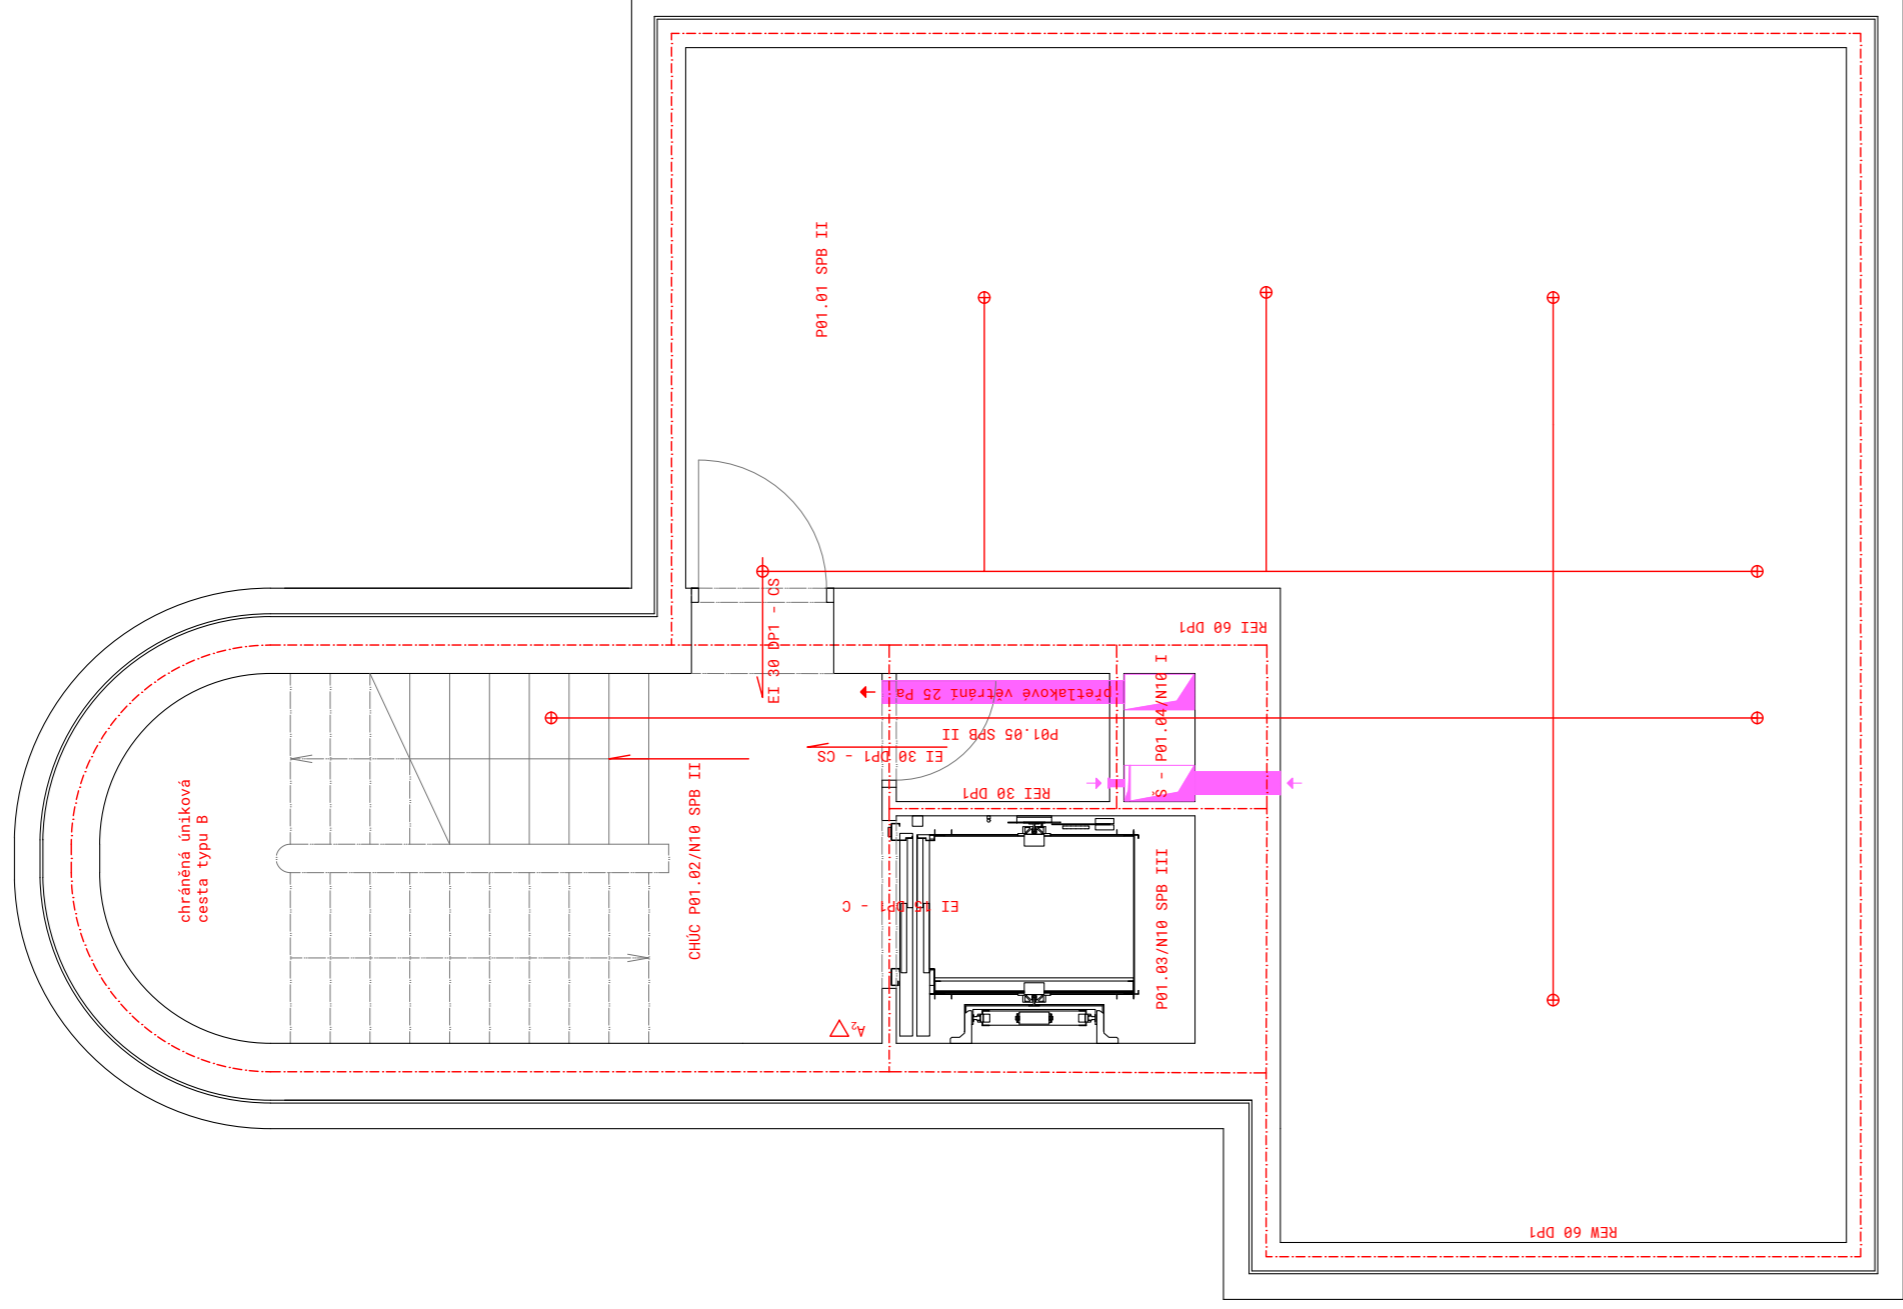 P01.01 SPB II
EI 30 DP1 - CS
REI 60 DP1
Š - P01.04/N10 I
přetlakové větrání 25 Pa
P01.05 SPB II
EI 30 DP1 - CS
REI 30 DP1
chráněná úniková
cesta typu B
CHÚC P01.02/N10 SPB II
EI 15 DP1 - C
P01.03/N10 SPB III
A₂
REW 60 DP1